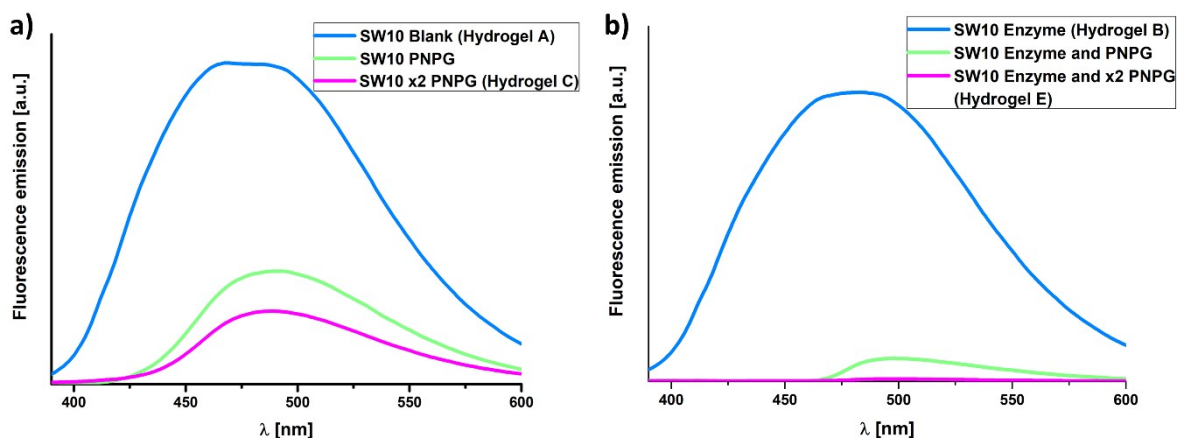 a)
SW10 Blank (Hydrogel A)
SW10 PNPG
SW10 x2 PNPG (Hydrogel C)
Fluorescence emission [a.u.]
400 450 500 550 600
λ [nm]
b)
SW10 Enzyme (Hydrogel B)
SW10 Enzyme and PNPG
SW10 Enzyme and x2 PNPG
(Hydrogel E)
Fluorescence emission [a.u.]
400 450 500 550 600
λ [nm]